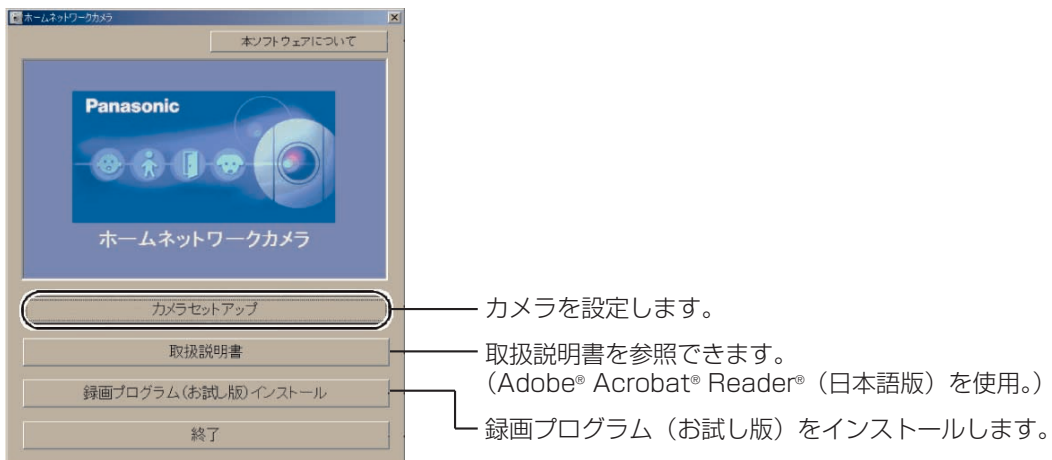 ホームネットワークカメラ
本ソフトウェアについて
Panasonic
ホームネットワークカメラ
カメラセットアップ
カメラを設定します。
取扱説明書
取扱説明書を参照できます。
(Adobe® Acrobat® Reader®(日本語版)を使用。)
録画プログラム(お試し版)インストール
録画プログラム(お試し版)をインストールします。
終了